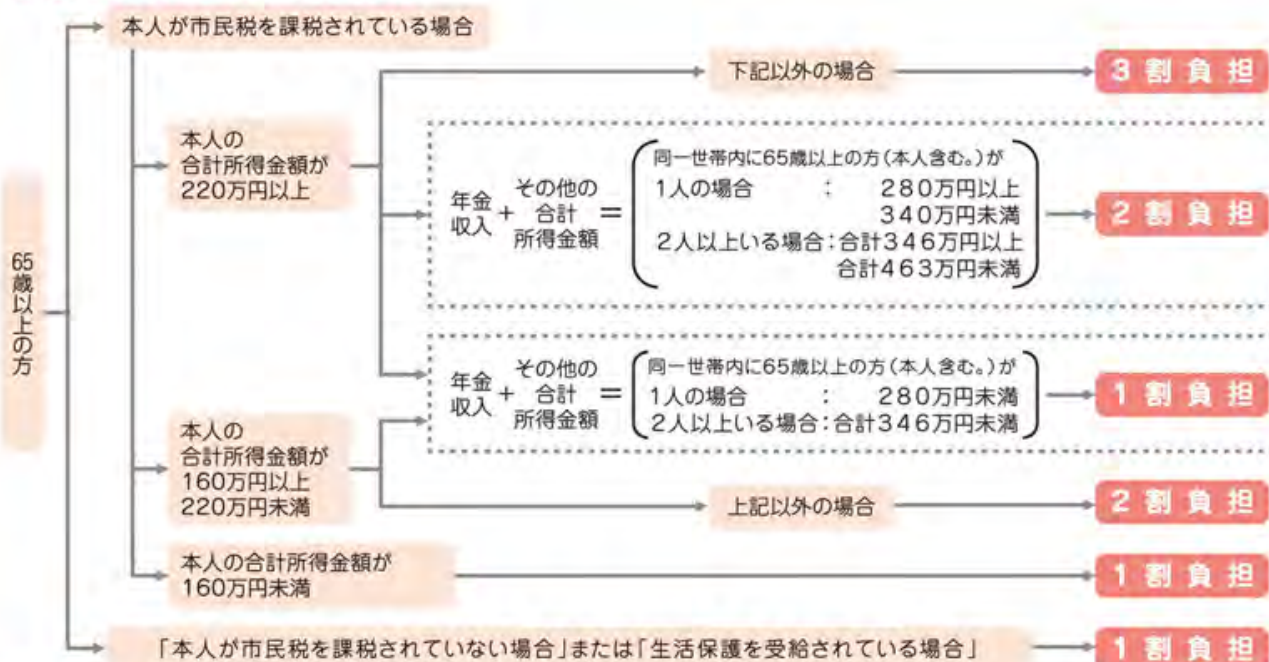 本人が市民税を課税されている場合
下記以外の場合
3割負担
65歳以上の方
本人の
合計所得金額が
220万円以上
年金
収入
+
その他の
合計
所得金額
=
同一世帯内に65歳以上の方(本人含む。)が
1人の場合 : 280万円以上
340万円未満
2人以上いる場合:合計346万円以上
合計463万円未満
2割負担
年金
収入
+
その他の
合計
所得金額
=
同一世帯内に65歳以上の方(本人含む。)が
1人の場合 : 280万円未満
2人以上いる場合:合計346万円未満
1割負担
本人の
合計所得金額が
160万円以上
220万円未満
上記以外の場合
2割負担
本人の合計所得金額が
160万円未満
1割負担
「本人が市民税を課税されていない場合」または「生活保護を受給されている場合」
1割負担